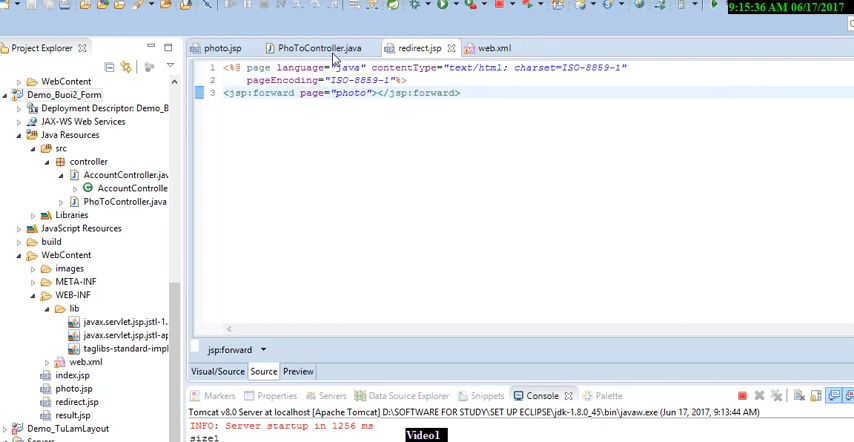 9:15:36 AM 06/17/2017
Project Explorer
photo.jsp
PhoToController.java
redirect.jsp
web.xml
WebContent
Demo_Buoi2_Form
Deployment Descriptor: Demo_B
JAX-WS Web Services
Java Resources
src
controller
AccountController.jav
AccountControlle
PhoToController.java
Libraries
JavaScript Resources
build
WebContent
images
META-INF
WEB-INF
lib
javax.servlet.jsp.jstl-1.
javax.servlet.jsp.jstl-ap
taglibs-standard-impl
web.xml
index.jsp
photo.jsp
redirect.jsp
result.jsp
Demo_TuLamLayout
Servers
1 <%@ page language="java" contentType="text/html; charset=ISO-8859-1"
2 pageEncoding="ISO-8859-1"%>
3 <jsp:forward page="photo"></jsp:forward>
jsp:forward
Visual/Source Source Preview
Markers Properties Servers Data Source Explorer Snippets Console Palette
Tomcat v8.0 Server at localhost [Apache Tomcat] D:\SOFTWARE FOR STUDY\SET UP ECLIPSE\jdk-1.8.0_45\bin\javaw.exe (Jun 17, 2017, 9:13:44 AM)
INFO: Server startup in 1256 ms
size1
Video1